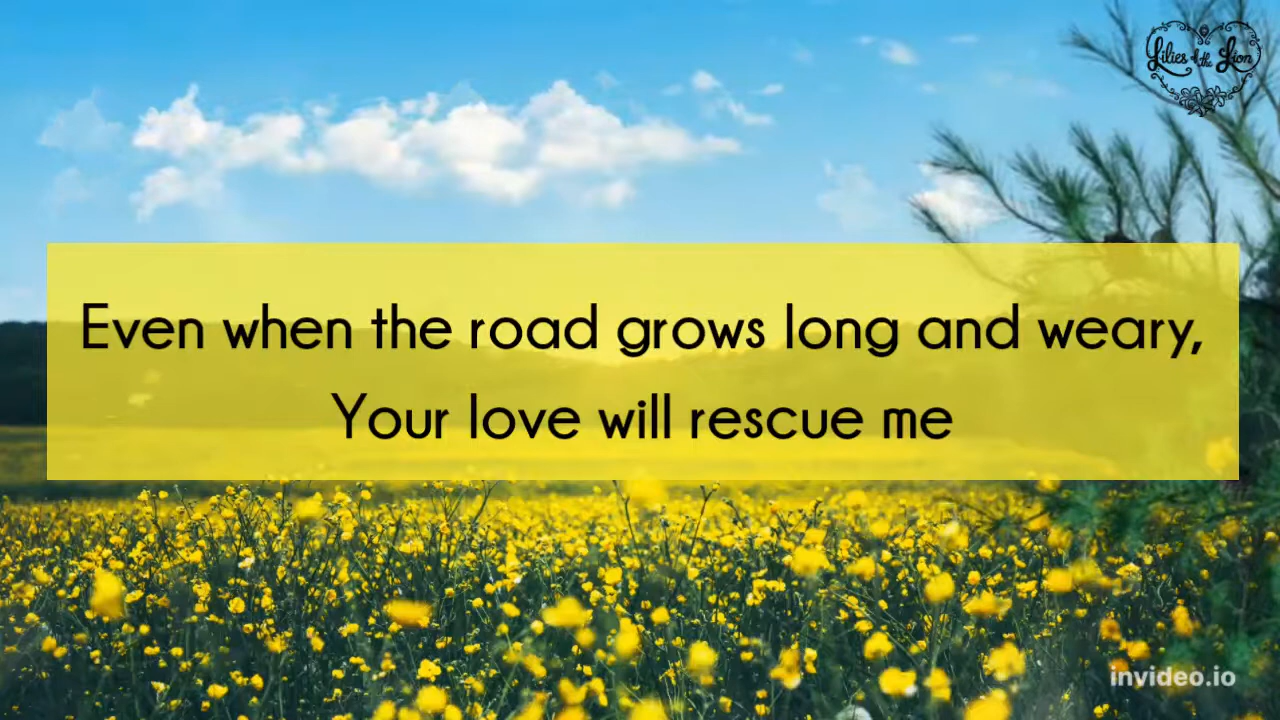 Lilies of the Lion
Even when the road grows long and weary,
Your love will rescue me
invideo.io